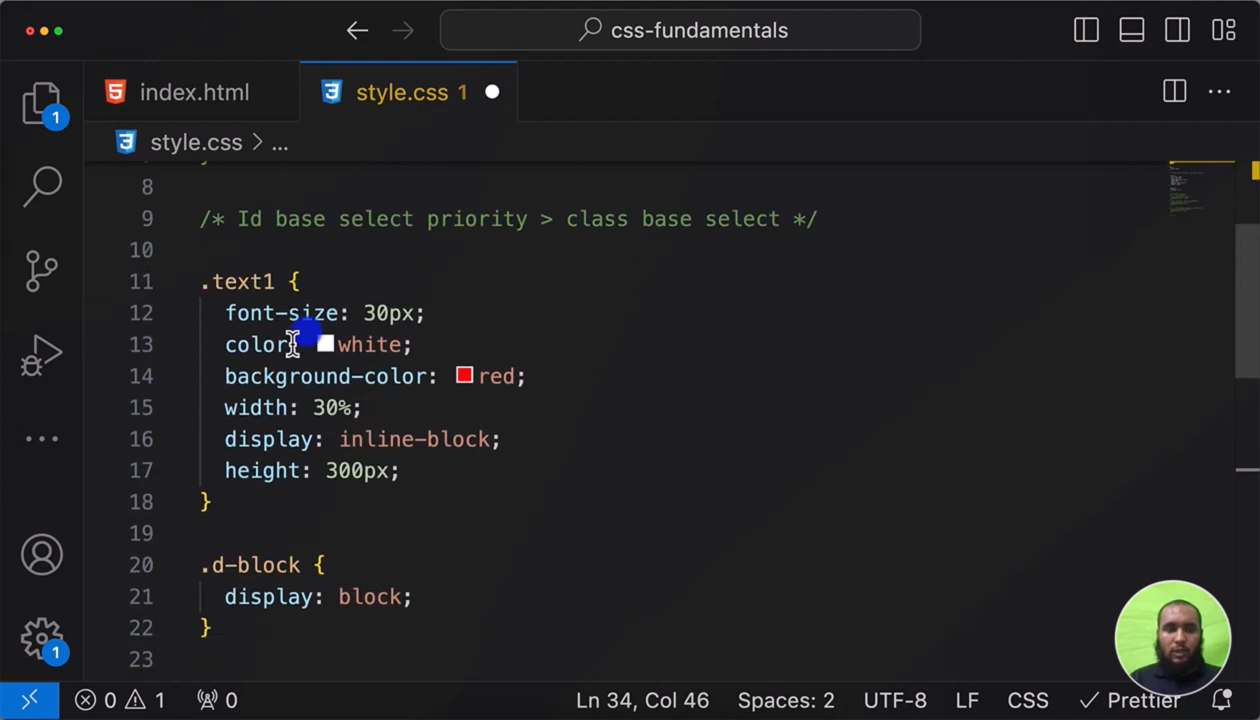 css-fundamentals
index.html
style.css 1
style.css > ...
1
8
9 /* Id base select priority > class base select */
10
11 .text1 {
12 font-size: 30px;
13 color: white;
14 background-color: red;
15 width: 30%;
16 display: inline-block;
17 height: 300px;
18 }
19
20 .d-block {
21 display: block;
22 }
23
1
0 1 0 Ln 34, Col 46 Spaces: 2 UTF-8 LF CSS Prettier